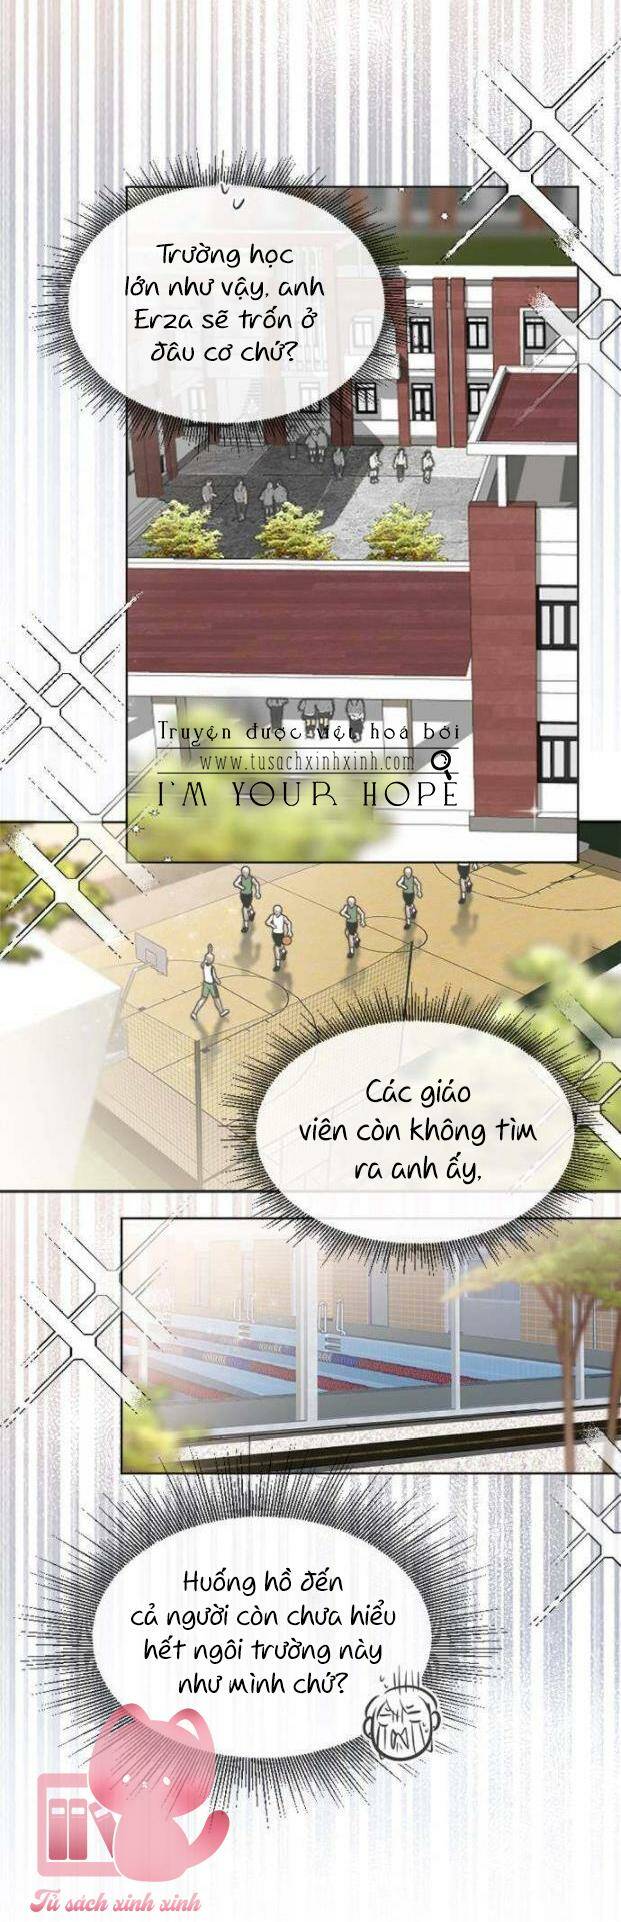 Trường học
lớn như vậy, anh
Erza sẽ trốn ở
đâu cơ chứ?
Truyện được việt hoá bởi
www.tusachxinhxinh.com
I'M YOUR HOPE
Các giáo
viên còn không tìm
ra anh ấy,
Huống hồ đến
cả người còn chưa hiểu
hết ngôi trường này
như mình chứ?
Tủ sách xinh xinh